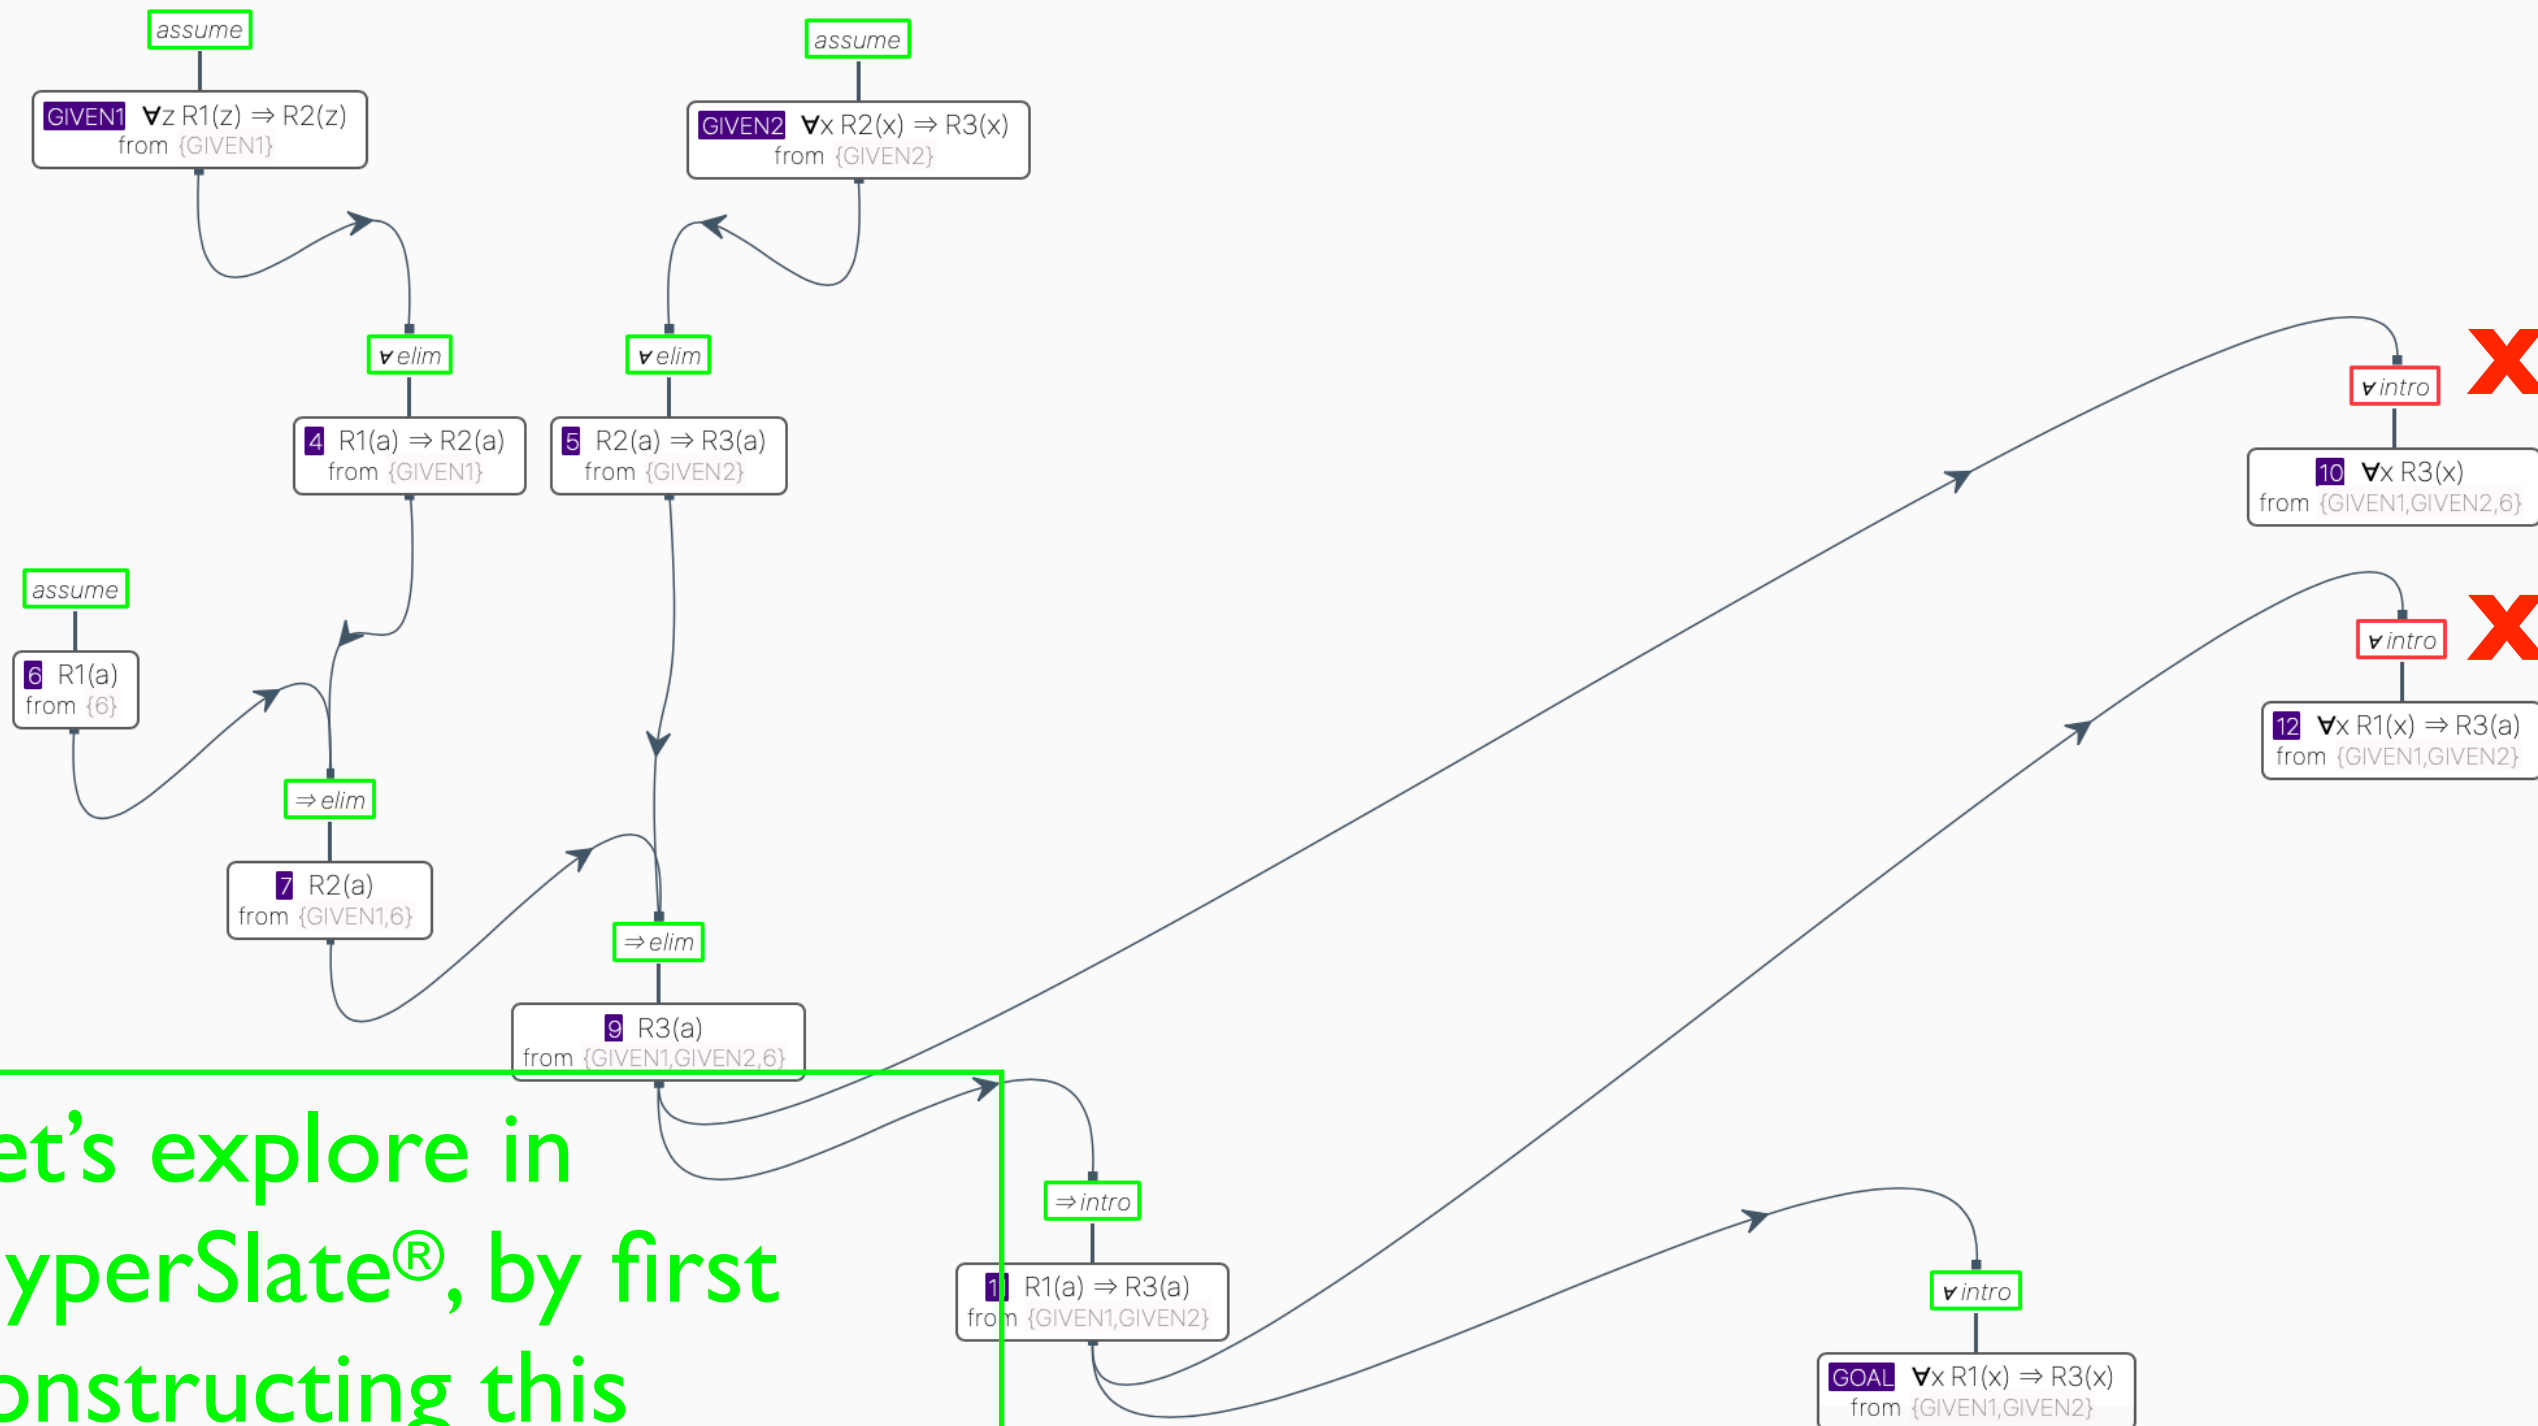 assume
assume
GIVEN1 ∀z R1(z) ⇒ R2(z)
from {GIVEN1}
GIVEN2 ∀x R2(x) ⇒ R3(x)
from {GIVEN2}
∀ elim
∀ elim
4 R1(a) ⇒ R2(a)
from {GIVEN1}
5 R2(a) ⇒ R3(a)
from {GIVEN2}
∀ intro
x
10 ∀x R3(x)
from {GIVEN1,GIVEN2,6}
assume
6 R1(a)
from {6}
∀ intro
x
12 ∀x R1(x) ⇒ R3(a)
from {GIVEN1,GIVEN2}
⇒ elim
7 R2(a)
from {GIVEN1,6}
⇒ elim
9 R3(a)
from {GIVEN1,GIVEN2,6}
et’s explore in
yperSlate®, by first
onstructing this
⇒ intro
11 R1(a) ⇒ R3(a)
from {GIVEN1,GIVEN2}
∀ intro
GOAL ∀x R1(x) ⇒ R3(x)
from {GIVEN1,GIVEN2}